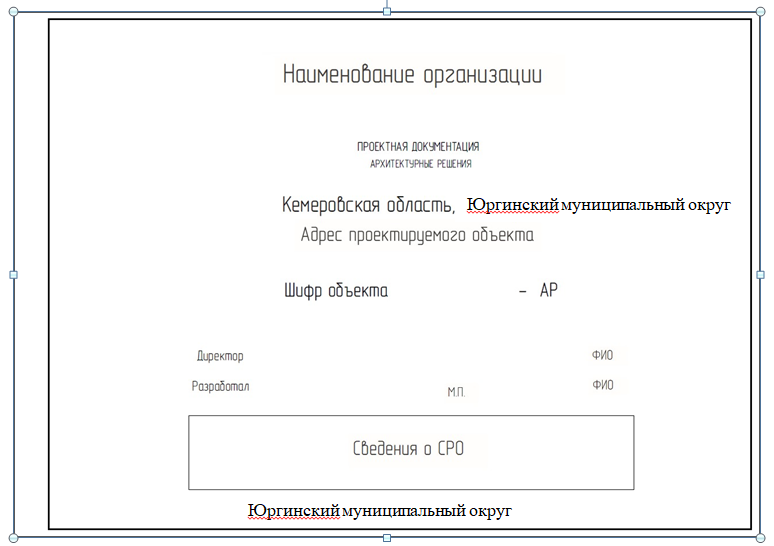 Наименование организации
ПРОЕКТНАЯ ДОКУМЕНТАЦИЯ
АРХИТЕКТУРНЫЕ РЕШЕНИЯ
Кемеровская область, Юргинский муниципальный округ
Адрес проектируемого объекта
Шифр объекта – АР
Директор ФИО
Разработал ФИО
М.П.
Сведения о СРО
Юргинский муниципальный округ